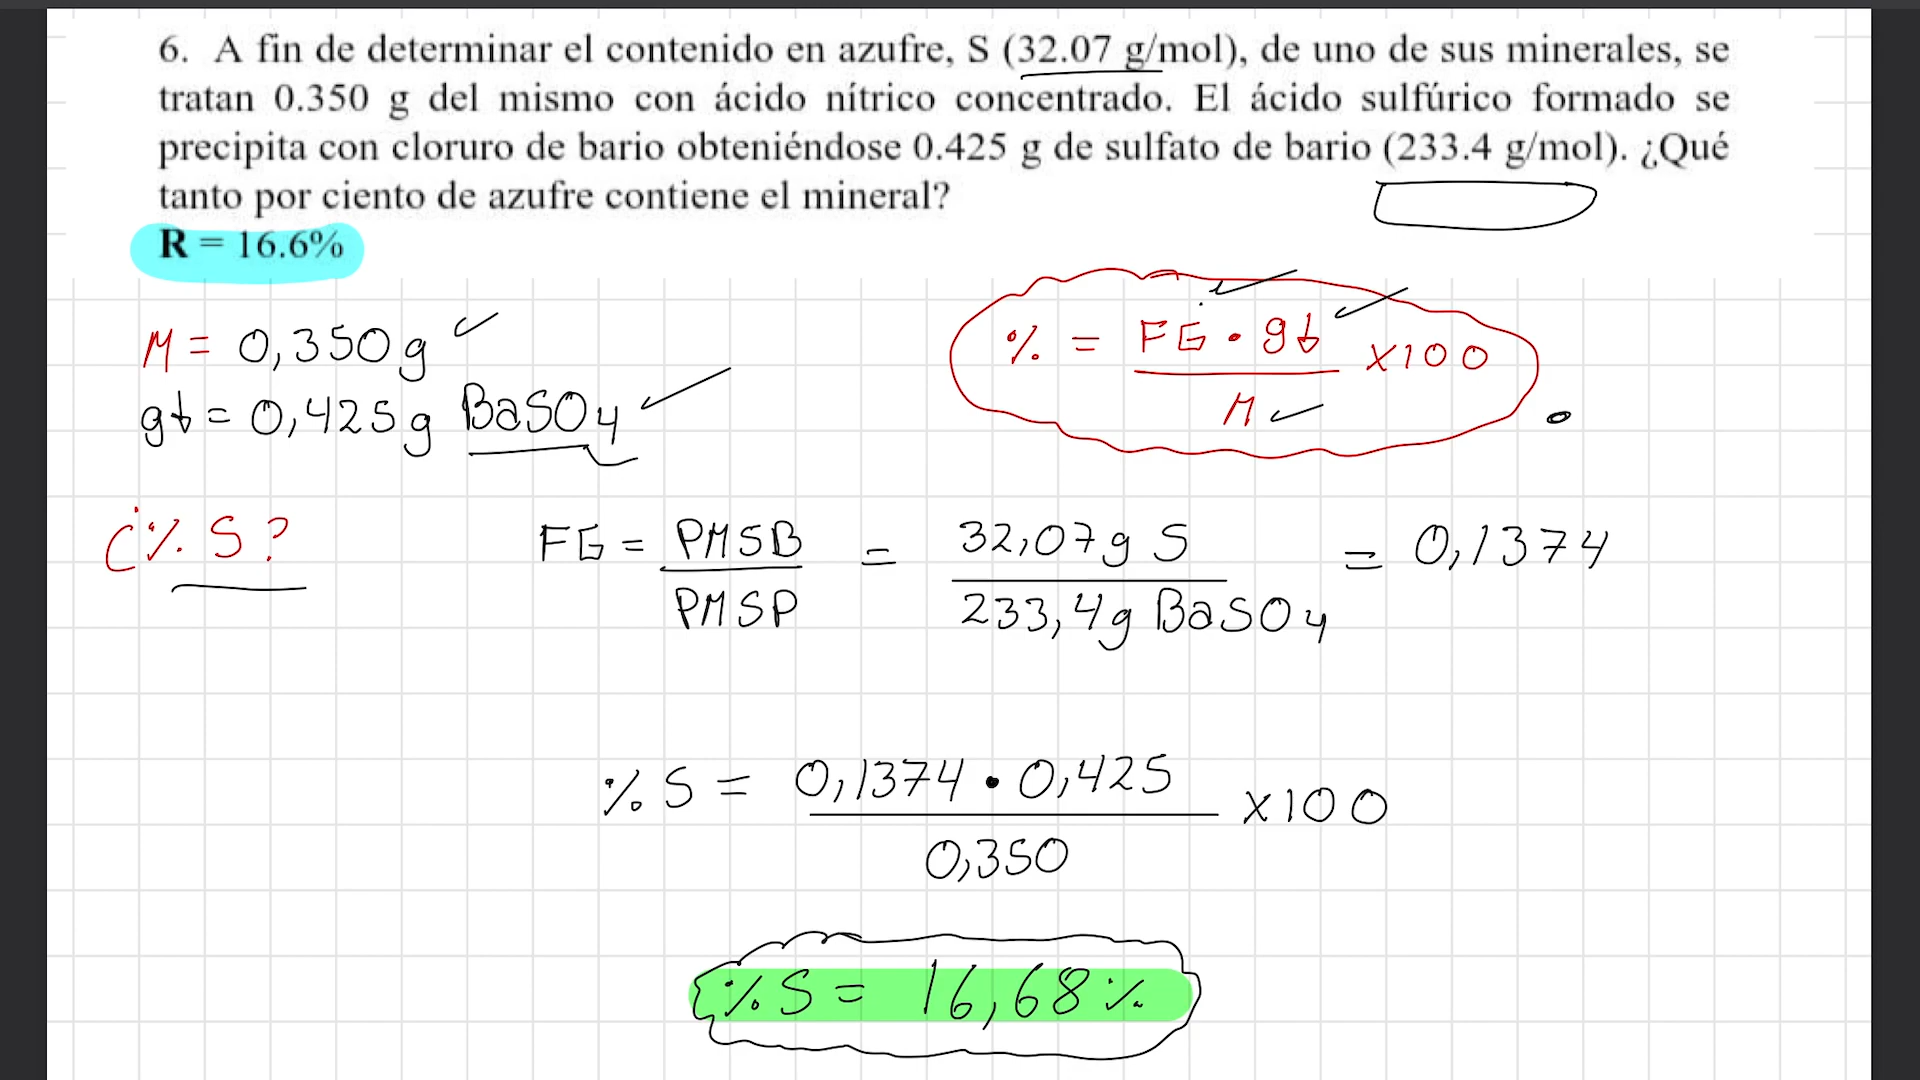 6. A fin de determinar el contenido en azufre, S (32.07 g/mol), de uno de sus minerales, se
tratan 0.350 g del mismo con ácido nítrico concentrado. El ácido sulfúrico formado se
precipita con cloruro de bario obteniéndose 0.425 g de sulfato de bario (233.4 g/mol). ¿Qué
tanto por ciento de azufre contiene el mineral?
R = 16.6%
M = 0,350g ✓
gt = 0,425g BaSO4 ✓
% = FG • gt
x100
M ✓
¿% S?
FG = PMSB = 32,07g S = 0,1374
PMSP 233,4g BaSO4
% S = 0,1374 • 0,425 x100
0,350
% S = 16,68%